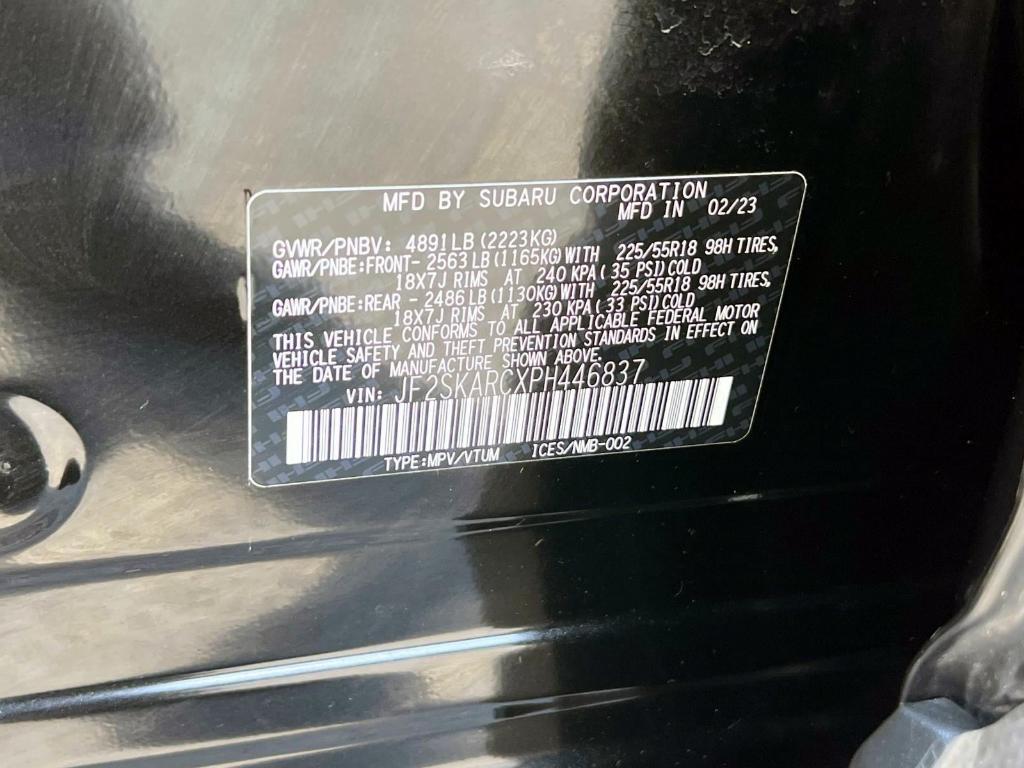 MFD BY SUBARU CORPORATION
MFD IN 02/23
GVWR/PNBV: 4891LB (2223KG)
GAWR/PNBE:FRONT- 2563LB(1165KG)WITH 225/55R18 98H TIRES,
18X7J RIMS AT 240 KPA(35 PSI)COLD
GAWR/PNBE:REAR - 2486LB(1130KG)WITH 225/55R18 98H TIRES,
18X7J RIMS AT 230 KPA(33 PSI)COLD
THIS VEHICLE CONFORMS TO ALL APPLICABLE FEDERAL MOTOR
VEHICLE SAFETY AND THEFT PREVENTION STANDARDS IN EFFECT ON
THE DATE OF MANUFACTURE SHOWN ABOVE.
VIN: JF2SKARCXPH446837
TYPE:MPV/VTUM ICES/NMB-002